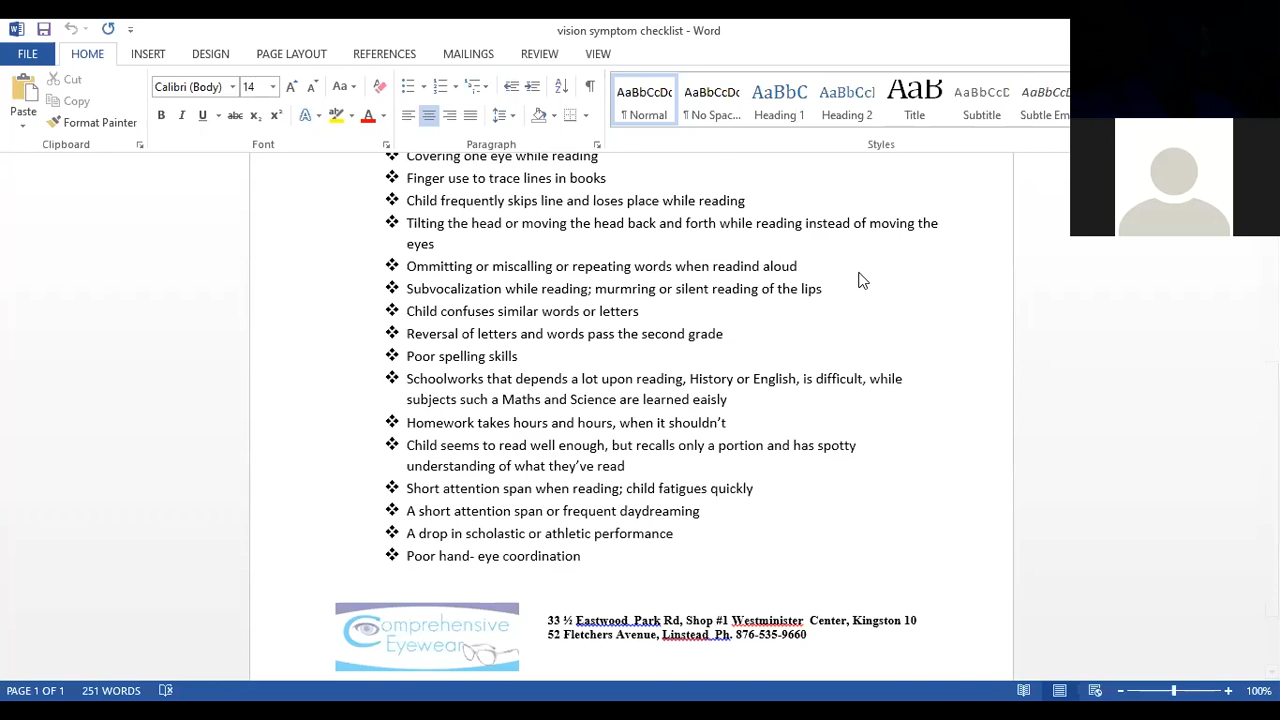 vision symptom checklist - Word
FILE HOME INSERT DESIGN PAGE LAYOUT REFERENCES MAILINGS REVIEW VIEW
Paste
Cut
Copy
Format Painter
Clipboard
Calibri (Body) 14
Font
Paragraph
AaBbCcDc ¶ Normal
AaBbCcDc ¶ No Spac...
AaBbC Heading 1
AaBbCcl Heading 2
AaB Title
AaBbCcD Subtitle
AaBbCcDc Subtle Em
Styles
Covering one eye while reading
Finger use to trace lines in books
Child frequently skips line and loses place while reading
Tilting the head or moving the head back and forth while reading instead of moving the
eyes
Ommitting or miscalling or repeating words when readind aloud
Subvocalization while reading; murmring or silent reading of the lips
Child confuses similar words or letters
Reversal of letters and words pass the second grade
Poor spelling skills
Schoolworks that depends a lot upon reading, History or English, is difficult, while
subjects such a Maths and Science are learned eaisly
Homework takes hours and hours, when it shouldn’t
Child seems to read well enough, but recalls only a portion and has spotty
understanding of what they’ve read
Short attention span when reading; child fatigues quickly
A short attention span or frequent daydreaming
A drop in scholastic or athletic performance
Poor hand- eye coordination
Comprehensive
Eyewear
33 ½ Eastwood Park Rd, Shop #1 Westminister Center, Kingston 10
52 Fletchers Avenue, Linstead Ph. 876-535-9660
PAGE 1 OF 1 251 WORDS 100%